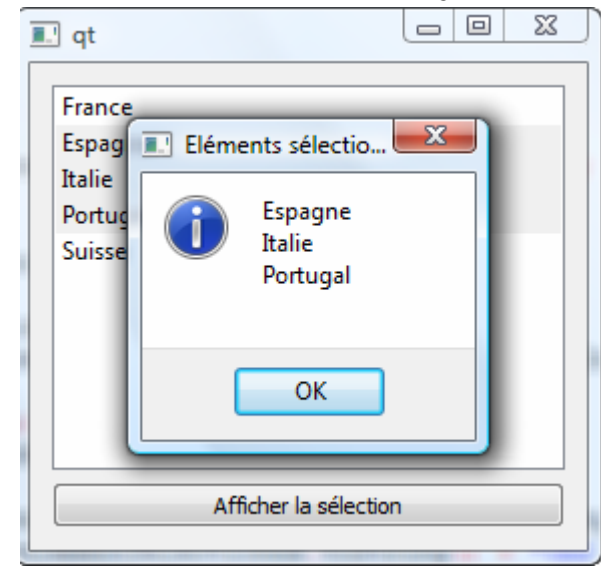 qt
France
Espag
Italie
Portug
Suisse
Eléments sélectio...
Espagne
Italie
Portugal
OK
Afficher la sélection